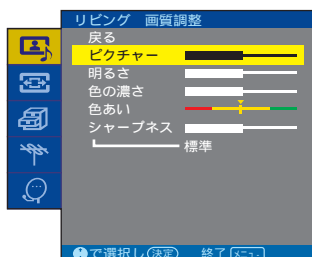 リビング 画質調整
戻る
ピクチャー
明るさ
色の濃さ
色あい
シャープネス
標準
で選択し 決定 終了 メニュー